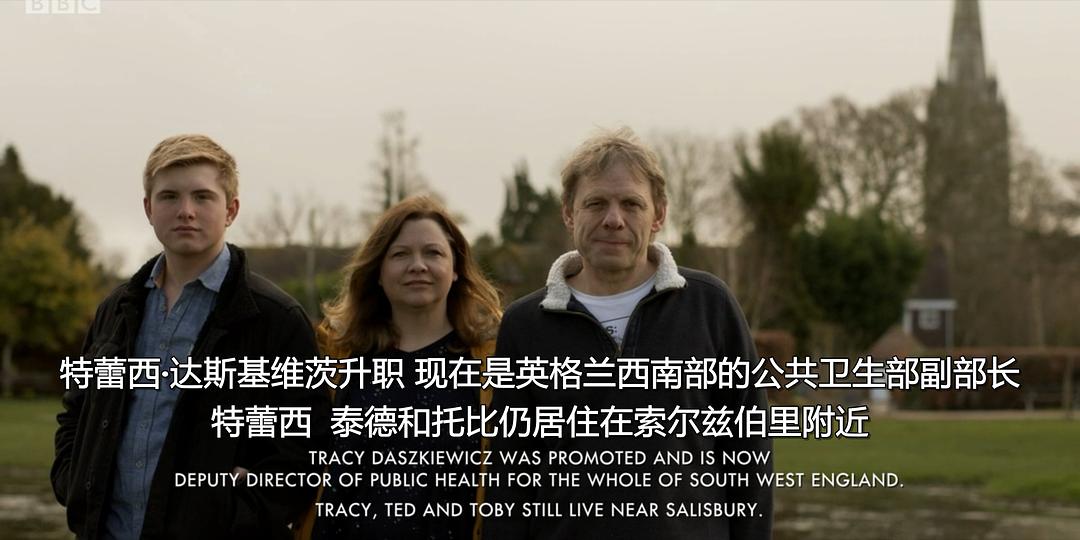 BBC
特蕾西·达斯基维茨升职 现在是英格兰西南部的公共卫生部副部长
特蕾西 泰德和托比仍居住在索尔兹伯里附近
TRACY DASZKIEWICZ WAS PROMOTED AND IS NOW
DEPUTY DIRECTOR OF PUBLIC HEALTH FOR THE WHOLE OF SOUTH WEST ENGLAND.
TRACY, TED AND TOBY STILL LIVE NEAR SALISBURY.